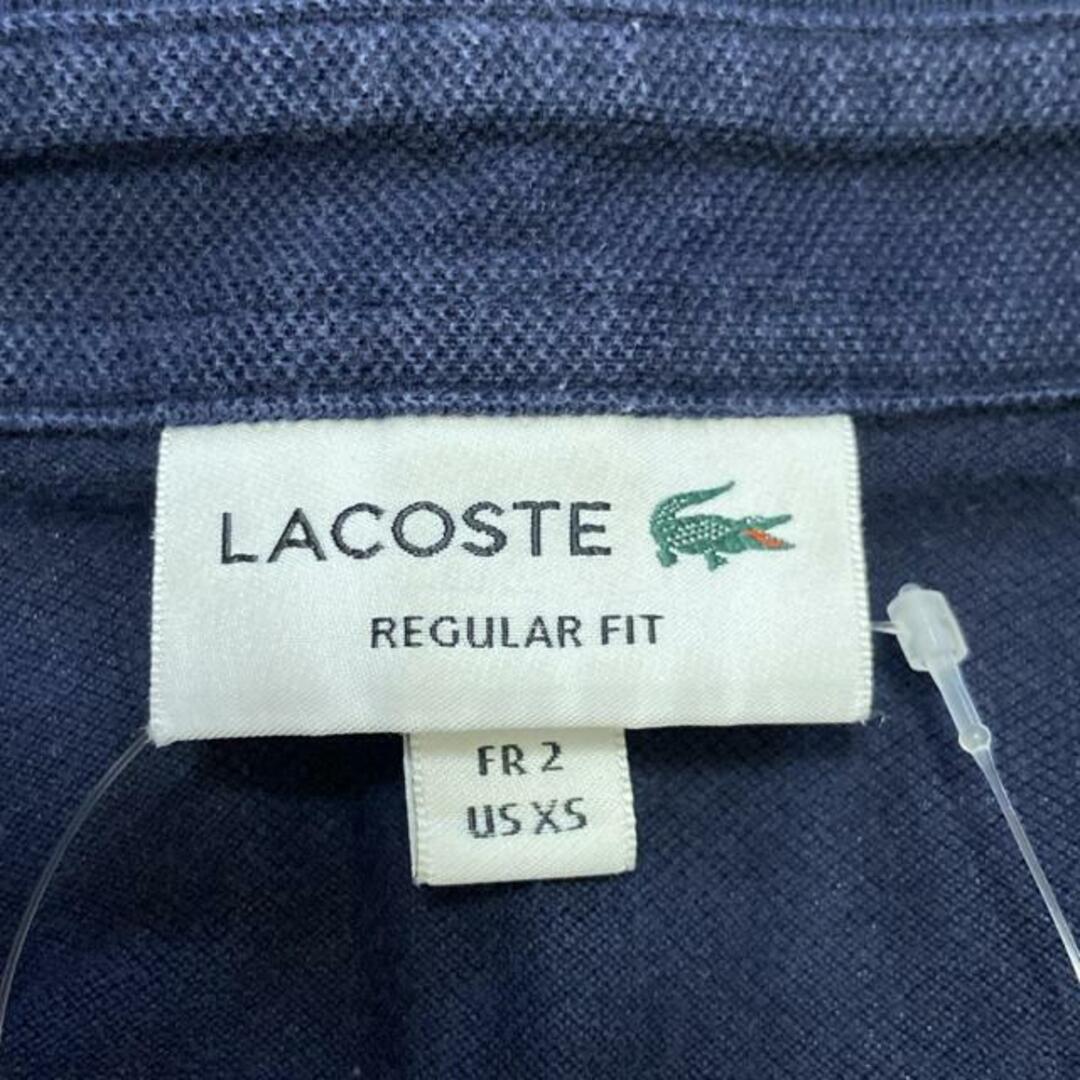 LACOSTE
REGULAR FIT
FR 2
US XS